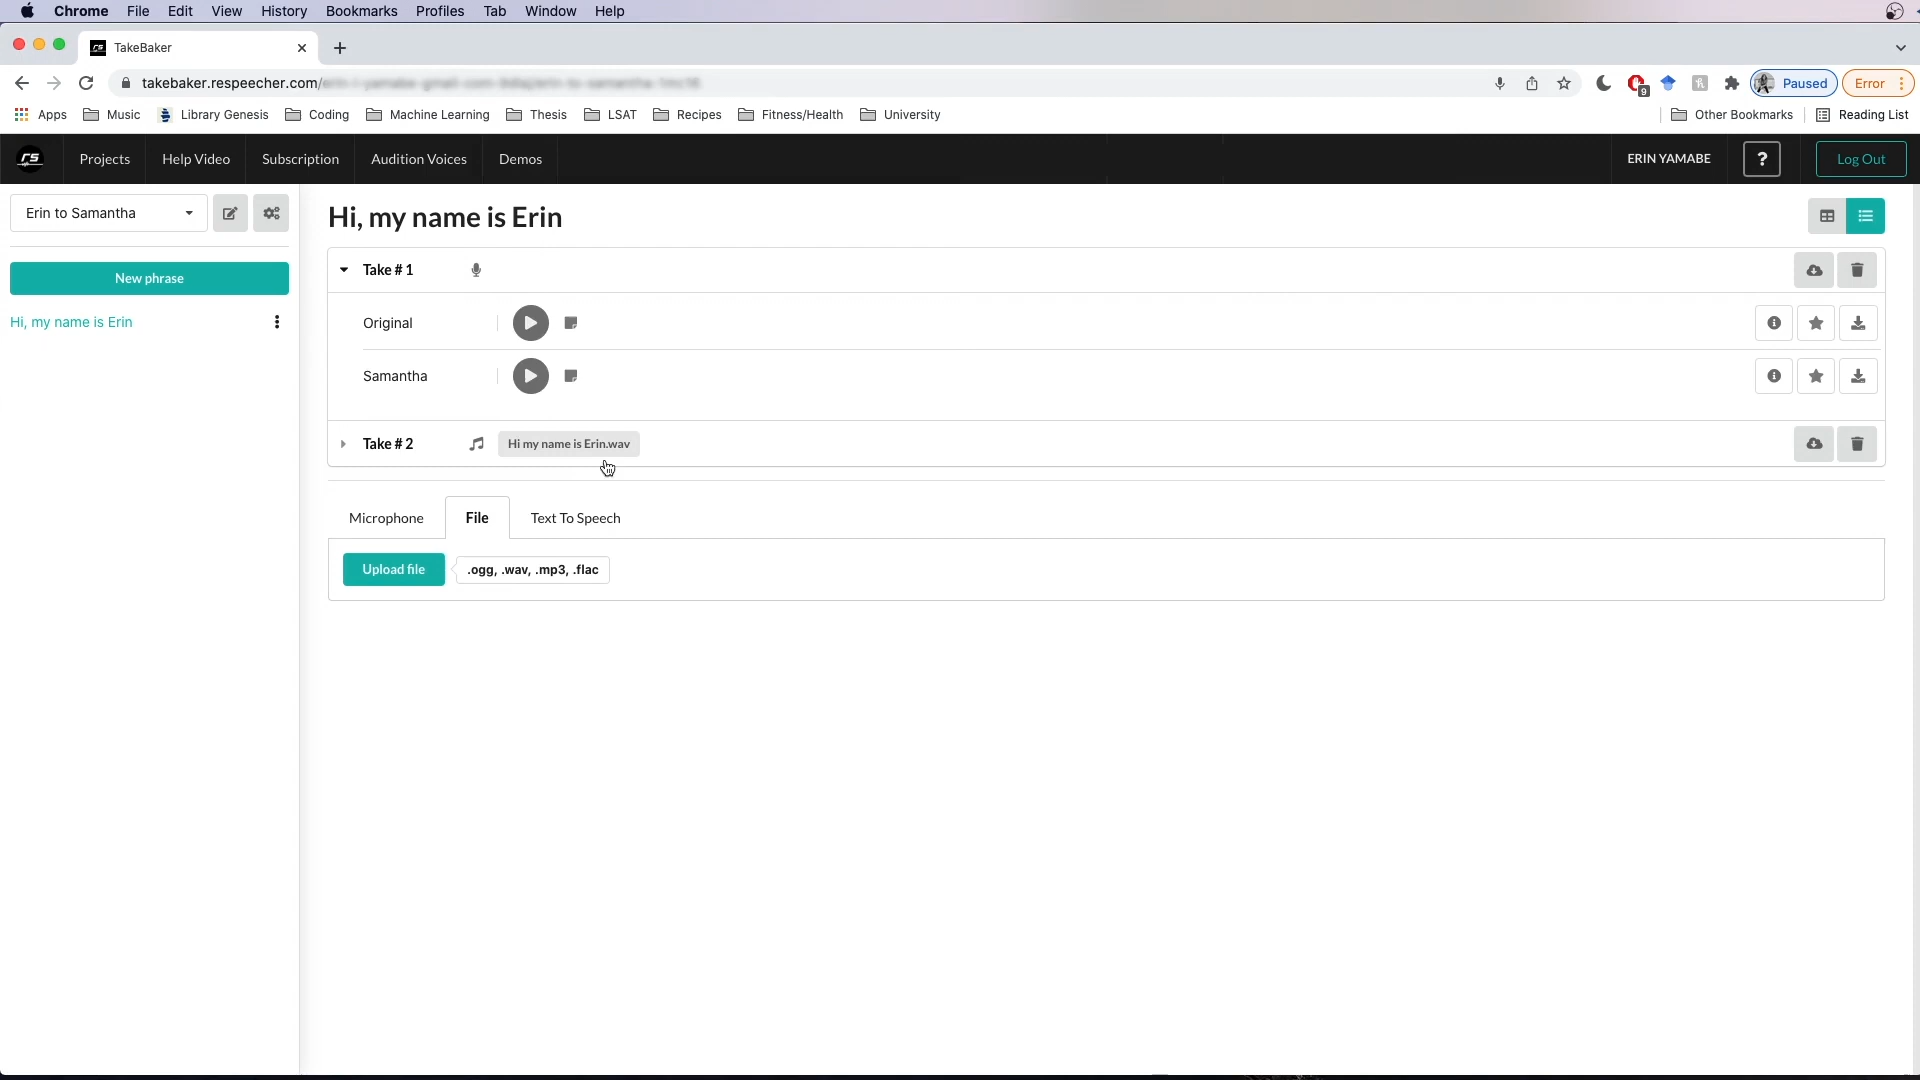 Chrome File Edit View History Bookmarks Profiles Tab Window Help
TakeBaker
takebaker.respeecher.com/
9
Paused
Error
Apps Music Library Genesis Coding Machine Learning Thesis LSAT Recipes Fitness/Health University Other Bookmarks Reading List
rs Projects Help Video Subscription Audition Voices Demos ERIN YAMABE ? Log Out
Erin to Samantha
New phrase
Hi, my name is Erin
Hi, my name is Erin
Take # 1
Original
Samantha
Take # 2 Hi my name is Erin.wav
Microphone File Text To Speech
Upload file .ogg, .wav, .mp3, .flac